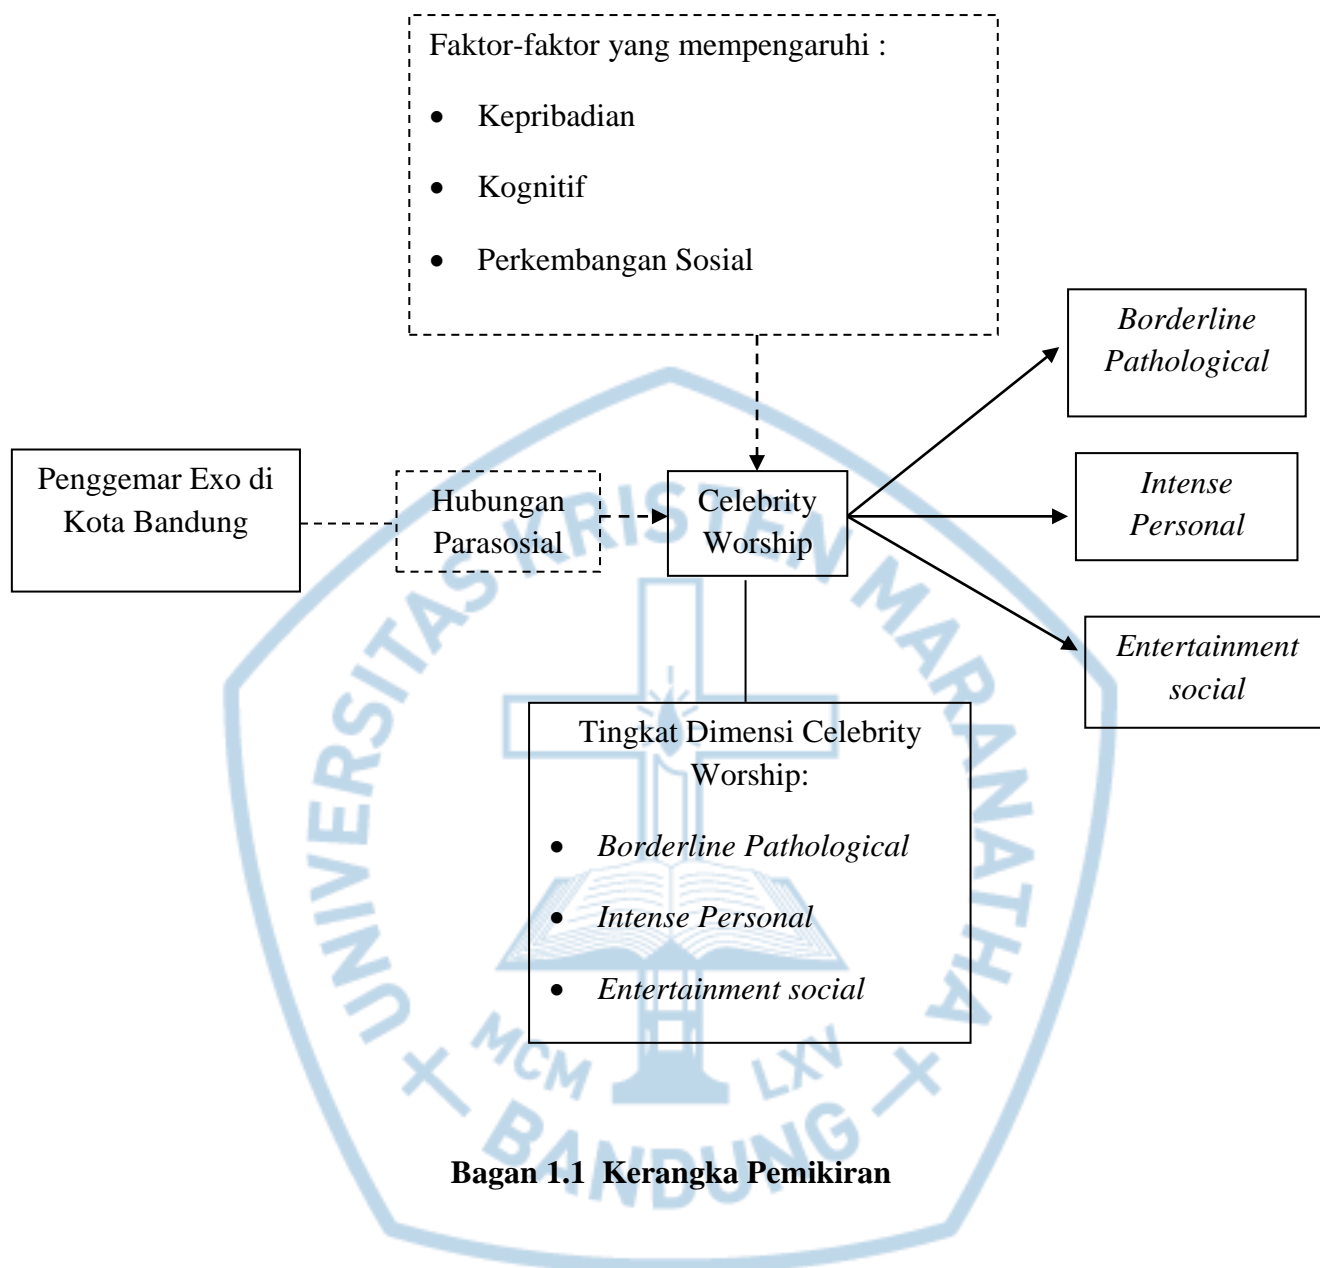 Faktor-faktor yang mempengaruhi :
• Kepribadian
• Kognitif
• Perkembangan Sosial
Borderline
Pathological
Penggemar Exo di
Kota Bandung
Hubungan
Parasosial
Celebrity
Worship
Intense
Personal
Entertainment
social
Tingkat Dimensi Celebrity
Worship:
• Borderline Pathological
• Intense Personal
• Entertainment social
UNIVERSITAS KRISTEN MARANATHA
MCM LXV
BANDUNG
Bagan 1.1 Kerangka Pemikiran